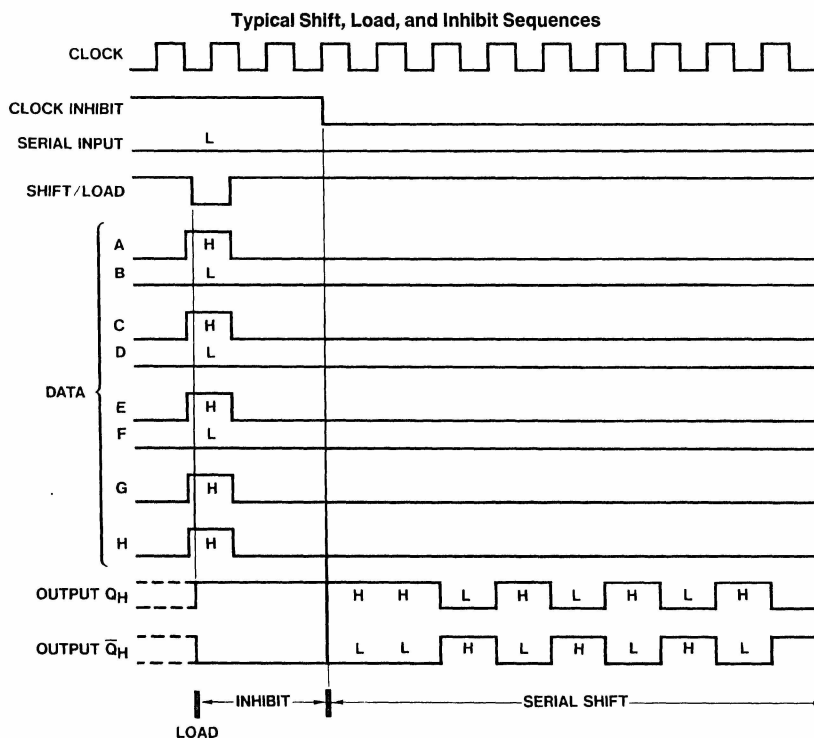 Typical Shift, Load, and Inhibit Sequences
CLOCK
CLOCK INHIBIT
SERIAL INPUT L
SHIFT/LOAD
DATA
A H
B L
C H
D L
E H
F L
G H
H H
OUTPUT QH H H L H L H L H
OUTPUT Q̅H L L H L H L H L
INHIBIT SERIAL SHIFT
LOAD